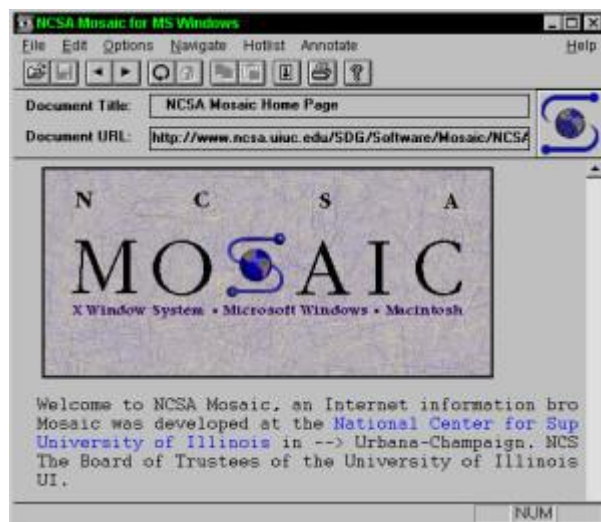 NCSA Mosaic for MS Windows
File Edit Options Navigate Hotlist Annotate Help
Document Title: NCSA Mosaic Home Page
Document URL: http://www.ncsa.uiuc.edu/SDG/Software/Mosaic/NCSA
N C S A
MOSAIC
X Window System • Microsoft Windows • Macintosh
Welcome to NCSA Mosaic, an Internet information bro
Mosaic was developed at the National Center for Sup
University of Illinois in --> Urbana-Champaign. NCS
The Board of Trustees of the University of Illinois
UI.
NUM